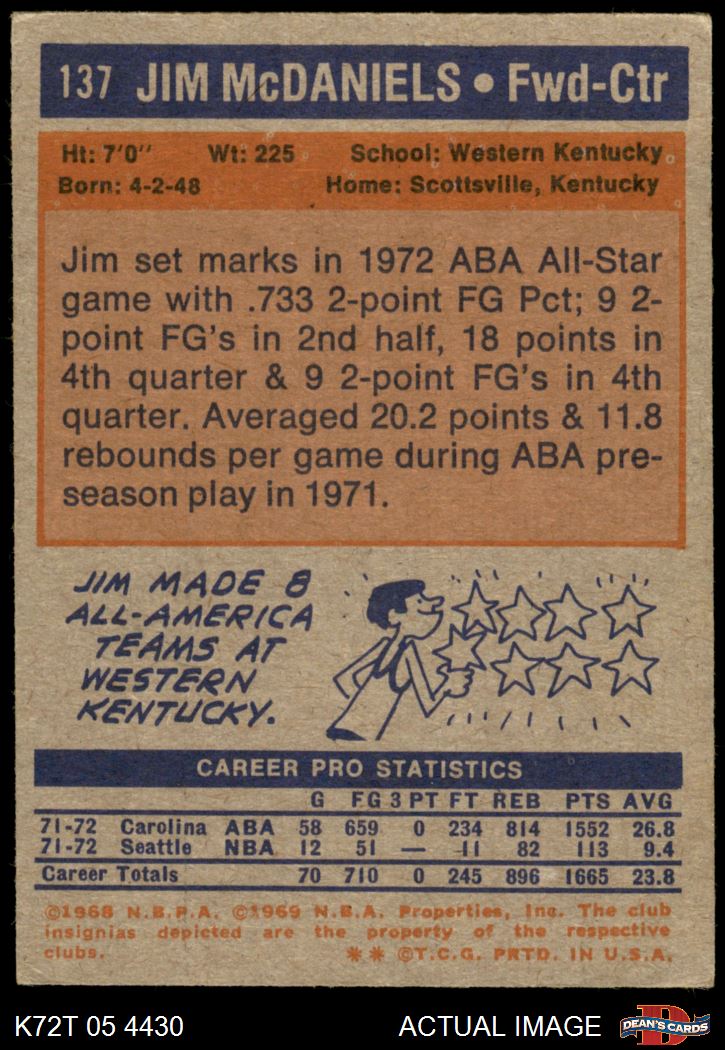 137 JIM McDANIELS • Fwd-Ctr
Ht: 7'0'' Wt: 225 School: Western Kentucky
Born: 4-2-48 Home: Scottsville, Kentucky
Jim set marks in 1972 ABA All-Star
game with .733 2-point FG Pct; 9 2-
point FG's in 2nd half, 18 points in
4th quarter & 9 2-point FG's in 4th
quarter. Averaged 20.2 points & 11.8
rebounds per game during ABA pre-
season play in 1971.
JIM MADE 8
ALL-AMERICA
TEAMS AT
WESTERN
KENTUCKY.
CAREER PRO STATISTICS
G FG 3 PT FT REB PTS AVG
71-72 Carolina ABA 58 659 0 234 814 1552 26.8
71-72 Seattle NBA 12 51 — 11 82 113 9.4
Career Totals 70 710 0 245 896 1665 23.8
©1968 N.B.P.A. ©1969 N.B.A. Properties, Inc. The club
insignias depicted are the property of the respective
clubs. ** ©T.C.G. PRTD. IN U.S.A.
K72T 05 4430 ACTUAL IMAGE D DEAN'S CARDS